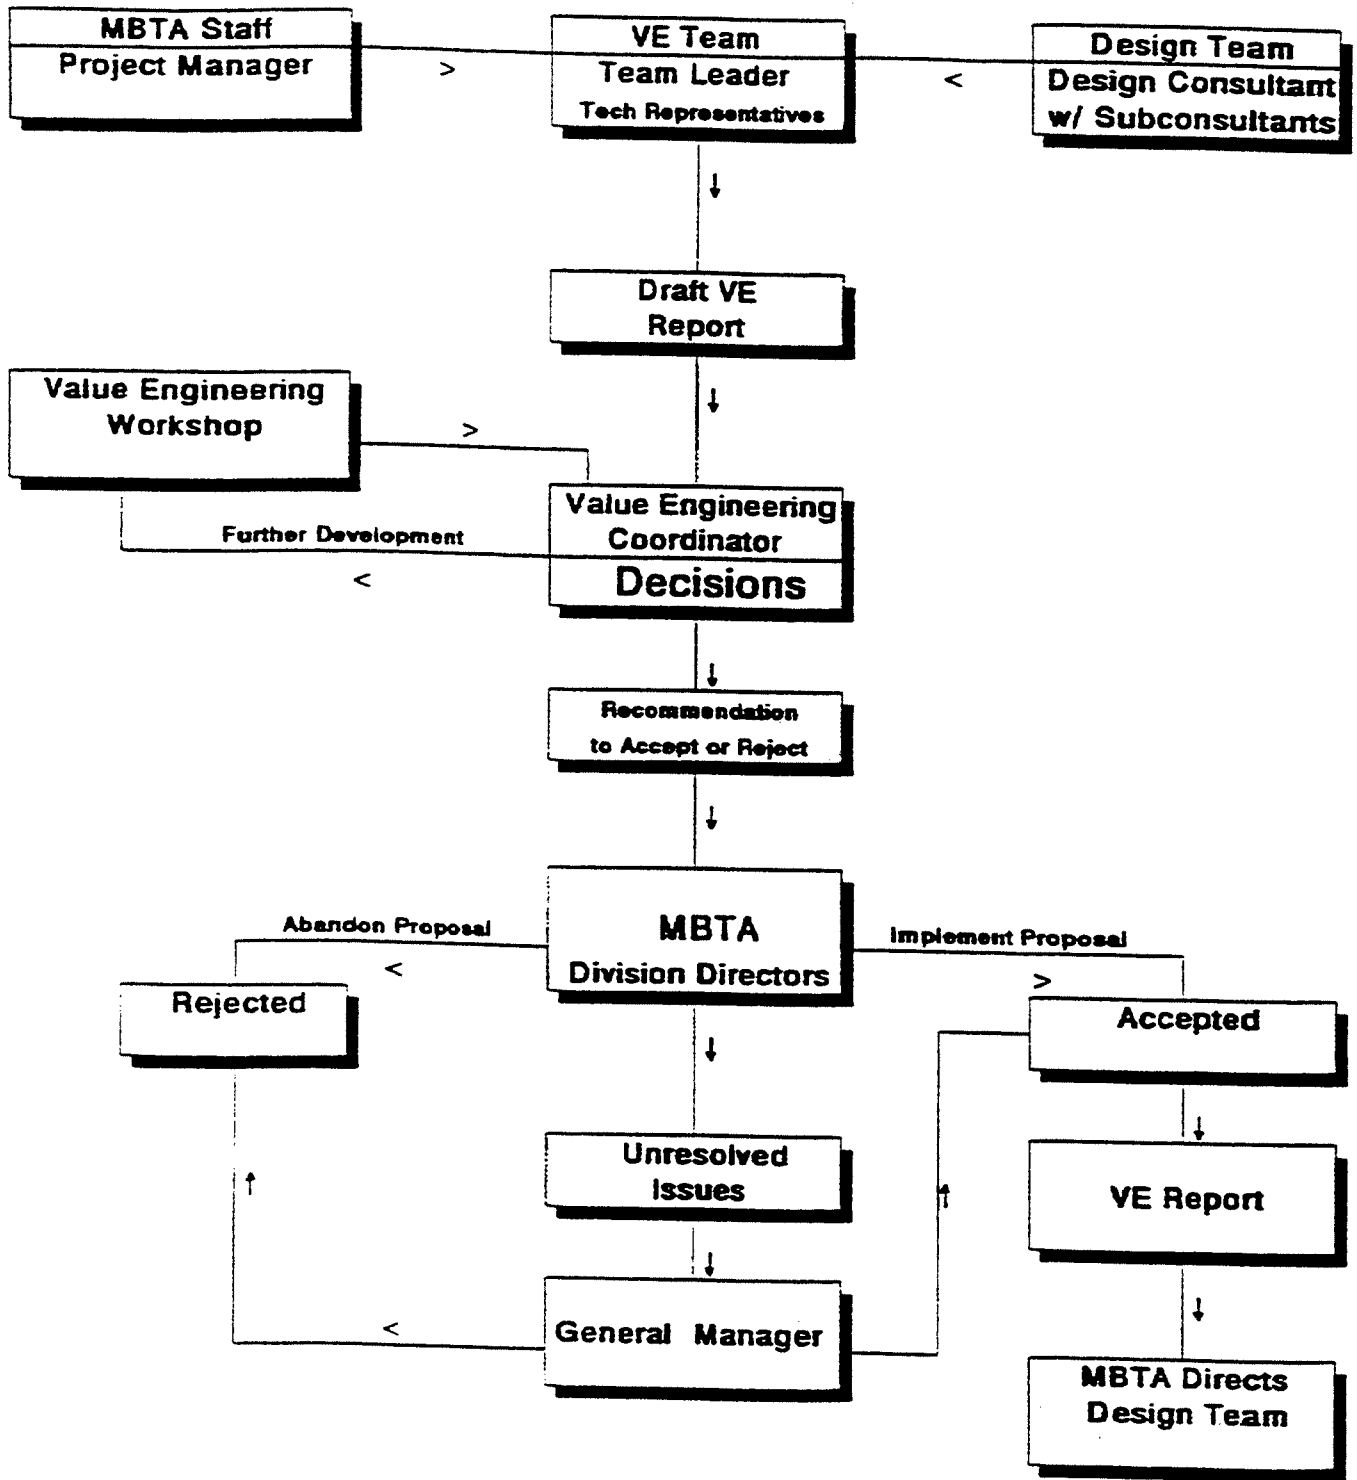 MBTA Staff
Project Manager
VE Team
Team Leader
Tech Representatives
Design Team
Design Consultant
w/ Subconsultants
Draft VE
Report
Value Engineering
Workshop
Value Engineering
Coordinator
Decisions
Further Development
Recommendation
to Accept or Reject
MBTA
Division Directors
Abandon Proposal
Implement Proposal
Rejected
Accepted
Unresolved
Issues
VE Report
General Manager
MBTA Directs
Design Team